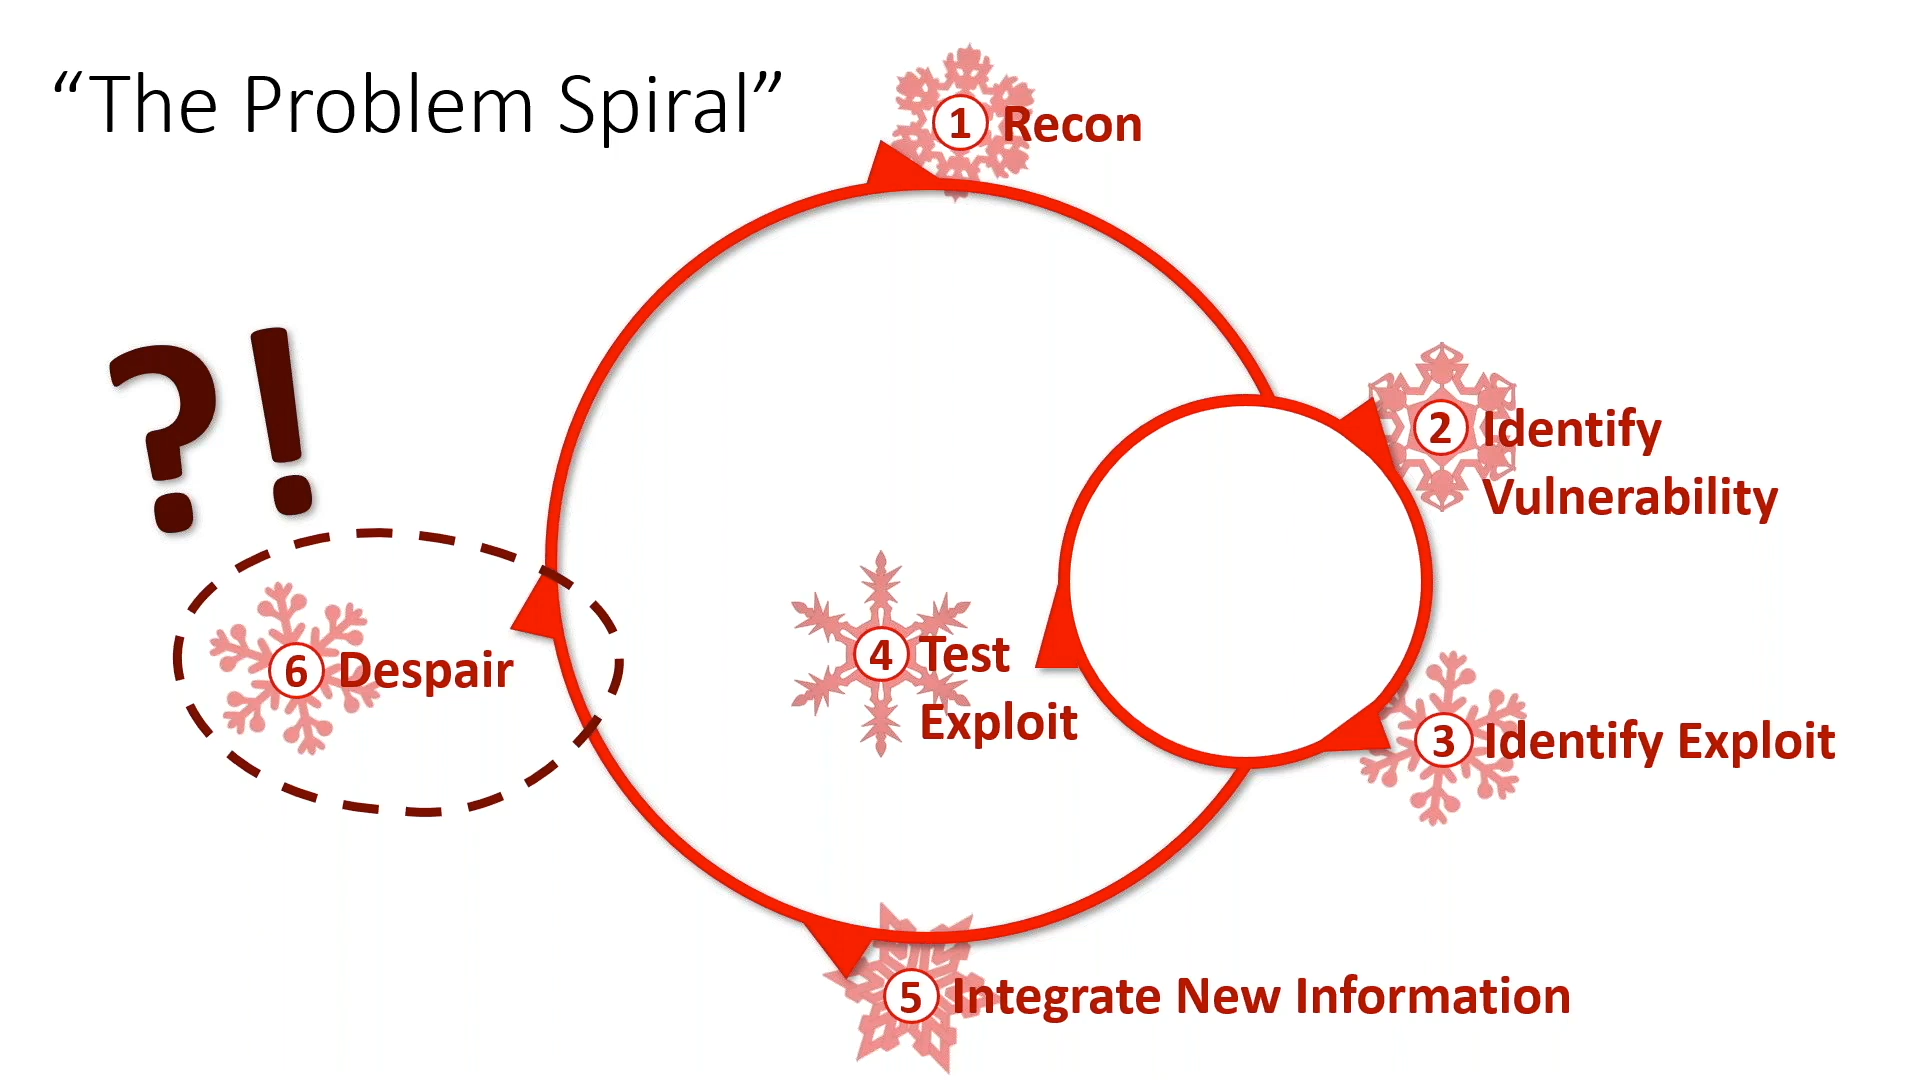 “The Problem Spiral”
1 Recon
?!
2 Identify
Vulnerability
6 Despair
4 Test
Exploit
3 Identify Exploit
5 Integrate New Information